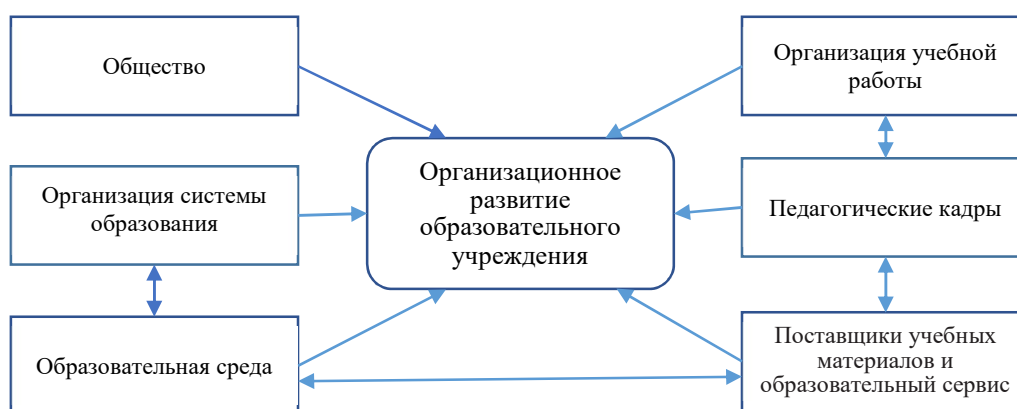 Общество
Организация учебной
работы
Организационное
развитие
образовательного
учреждения
Организация системы
образования
Педагогические кадры
Образовательная среда
Поставщики учебных
материалов и
образовательный сервис